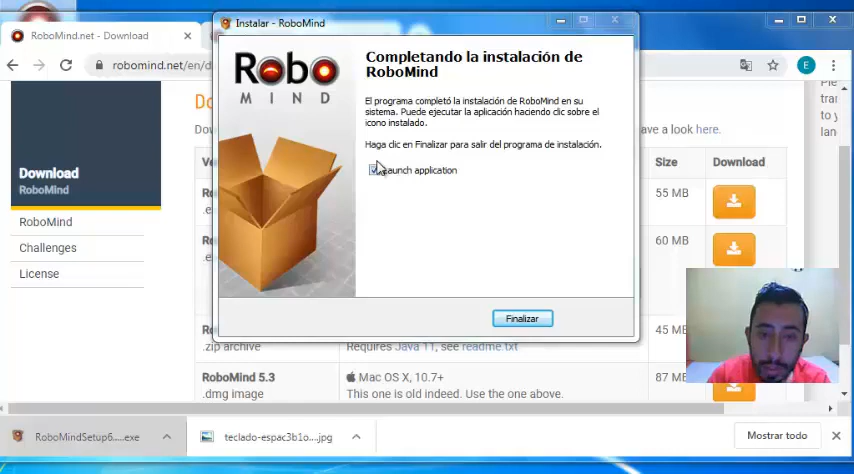 Instalar - RoboMind
RoboMind.net - Download
robomind.net/en/d
E
Download
RoboMind
RoboMind
Challenges
License
Robo
MIND
Completando la instalación de
RoboMind
El programa completó la instalación de RoboMind en su
sistema. Puede ejecutar la aplicación haciendo clic sobre el
icono instalado.
Haga clic en Finalizar para salir del programa de instalación.
Launch application
Finalizar
ave a look here.
Size
Download
55 MB
60 MB
45 MB
.zip archive
Requires Java 11, see readme.txt
RoboMind 5.3
Mac OS X, 10.7+
87 MB
.dmg image
This one is old indeed. Use the one above.
RoboMindSetup6....exe
teclado-espac3b1o....jpg
Mostrar todo